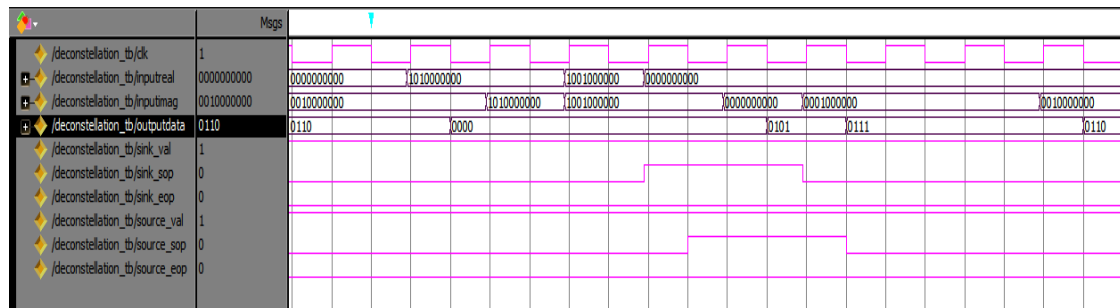 Msgs
/deconstellation_tb/clk 1
/deconstellation_tb/inputreal 0000000000 0000000000 1010000000 1001000000 0000000000
/deconstellation_tb/inputimag 0010000000 0010000000 1010000000 1001000000 0000000000 0001000000 0010000000
/deconstellation_tb/outputdata 0110 0110 0000 0101 0111 0110
/deconstellation_tb/sink_val 1
/deconstellation_tb/sink_sop 0
/deconstellation_tb/sink_eop 0
/deconstellation_tb/source_val 1
/deconstellation_tb/source_sop 0
/deconstellation_tb/source_eop 0